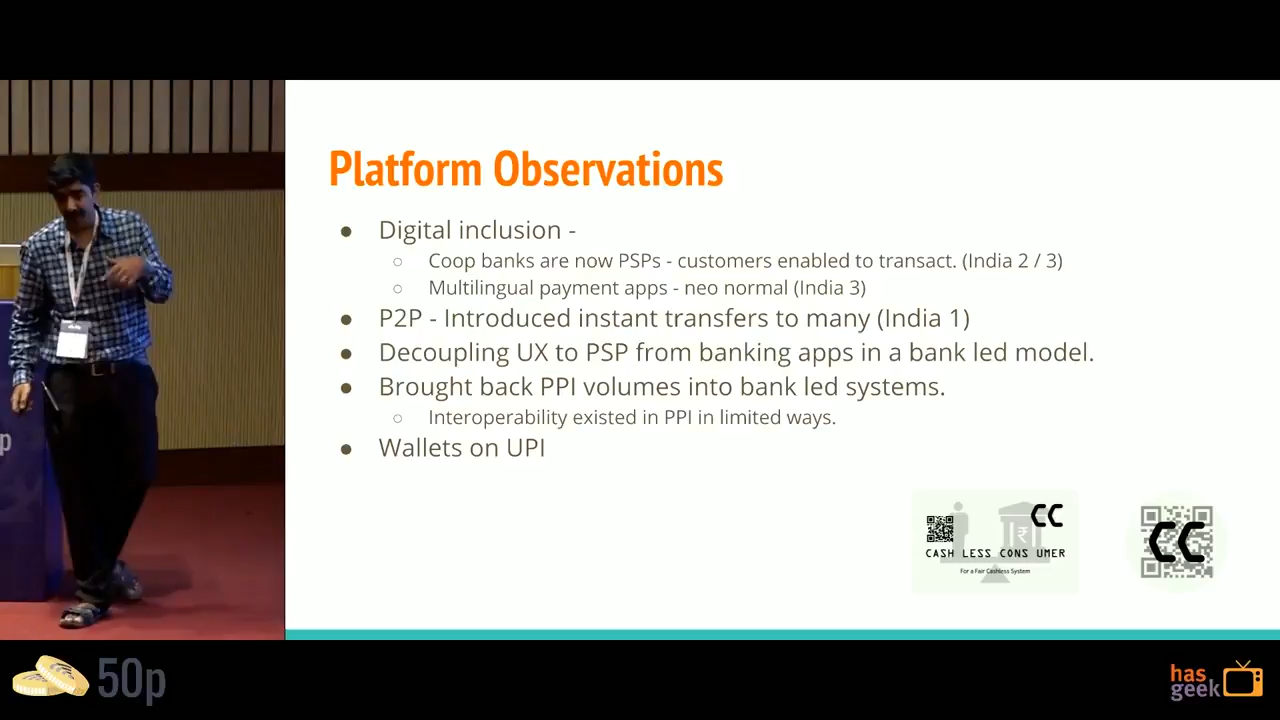 Platform Observations
● Digital inclusion -
○ Coop banks are now PSPs - customers enabled to transact. (India 2 / 3)
○ Multilingual payment apps - neo normal (India 3)
● P2P - Introduced instant transfers to many (India 1)
● Decoupling UX to PSP from banking apps in a bank led model.
● Brought back PPI volumes into bank led systems.
○ Interoperability existed in PPI in limited ways.
● Wallets on UPI
CC
CASH LESS CONS UMER
For a Fair Cashless System
CC
p
50p
has
geek